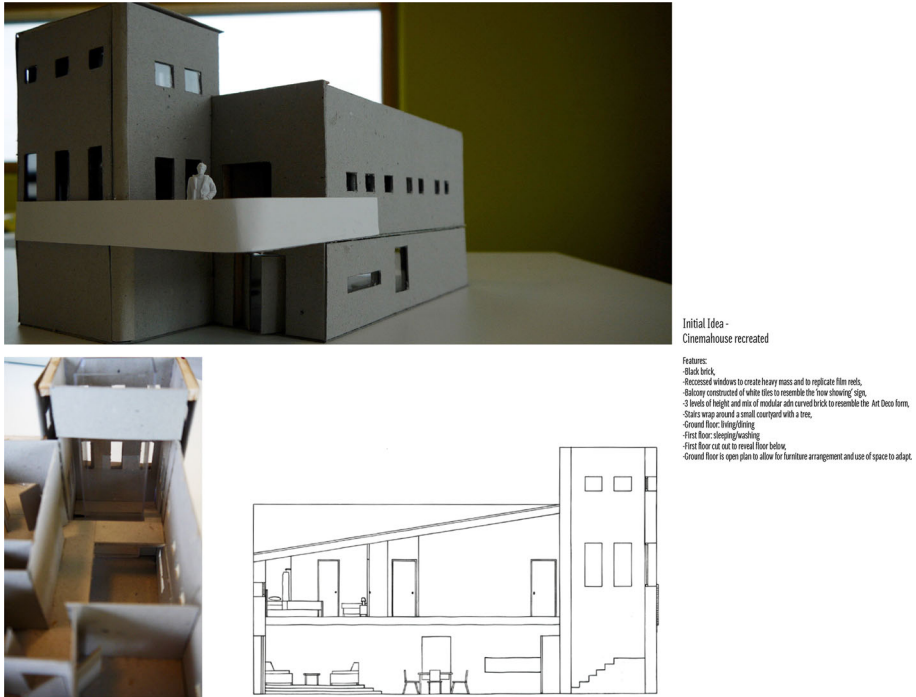 Initial Idea -
Cinemahouse recreated
Features:
-Black brick,
-Reccessed windows to create heavy mass and to replicate film reels,
-Balcony constructed of white tiles to resemble the 'now showing' sign,
-3 levels of height and mix of modular adn curved brick to resemble the Art Deco form,
-Stairs wrap around a small courtyard with a tree,
-Ground floor: living/dining
-First floor: sleeping/washing
-First floor cut out to reveal floor below,
-Ground floor is open plan to allow for furniture arrangement and use of space to adapt.